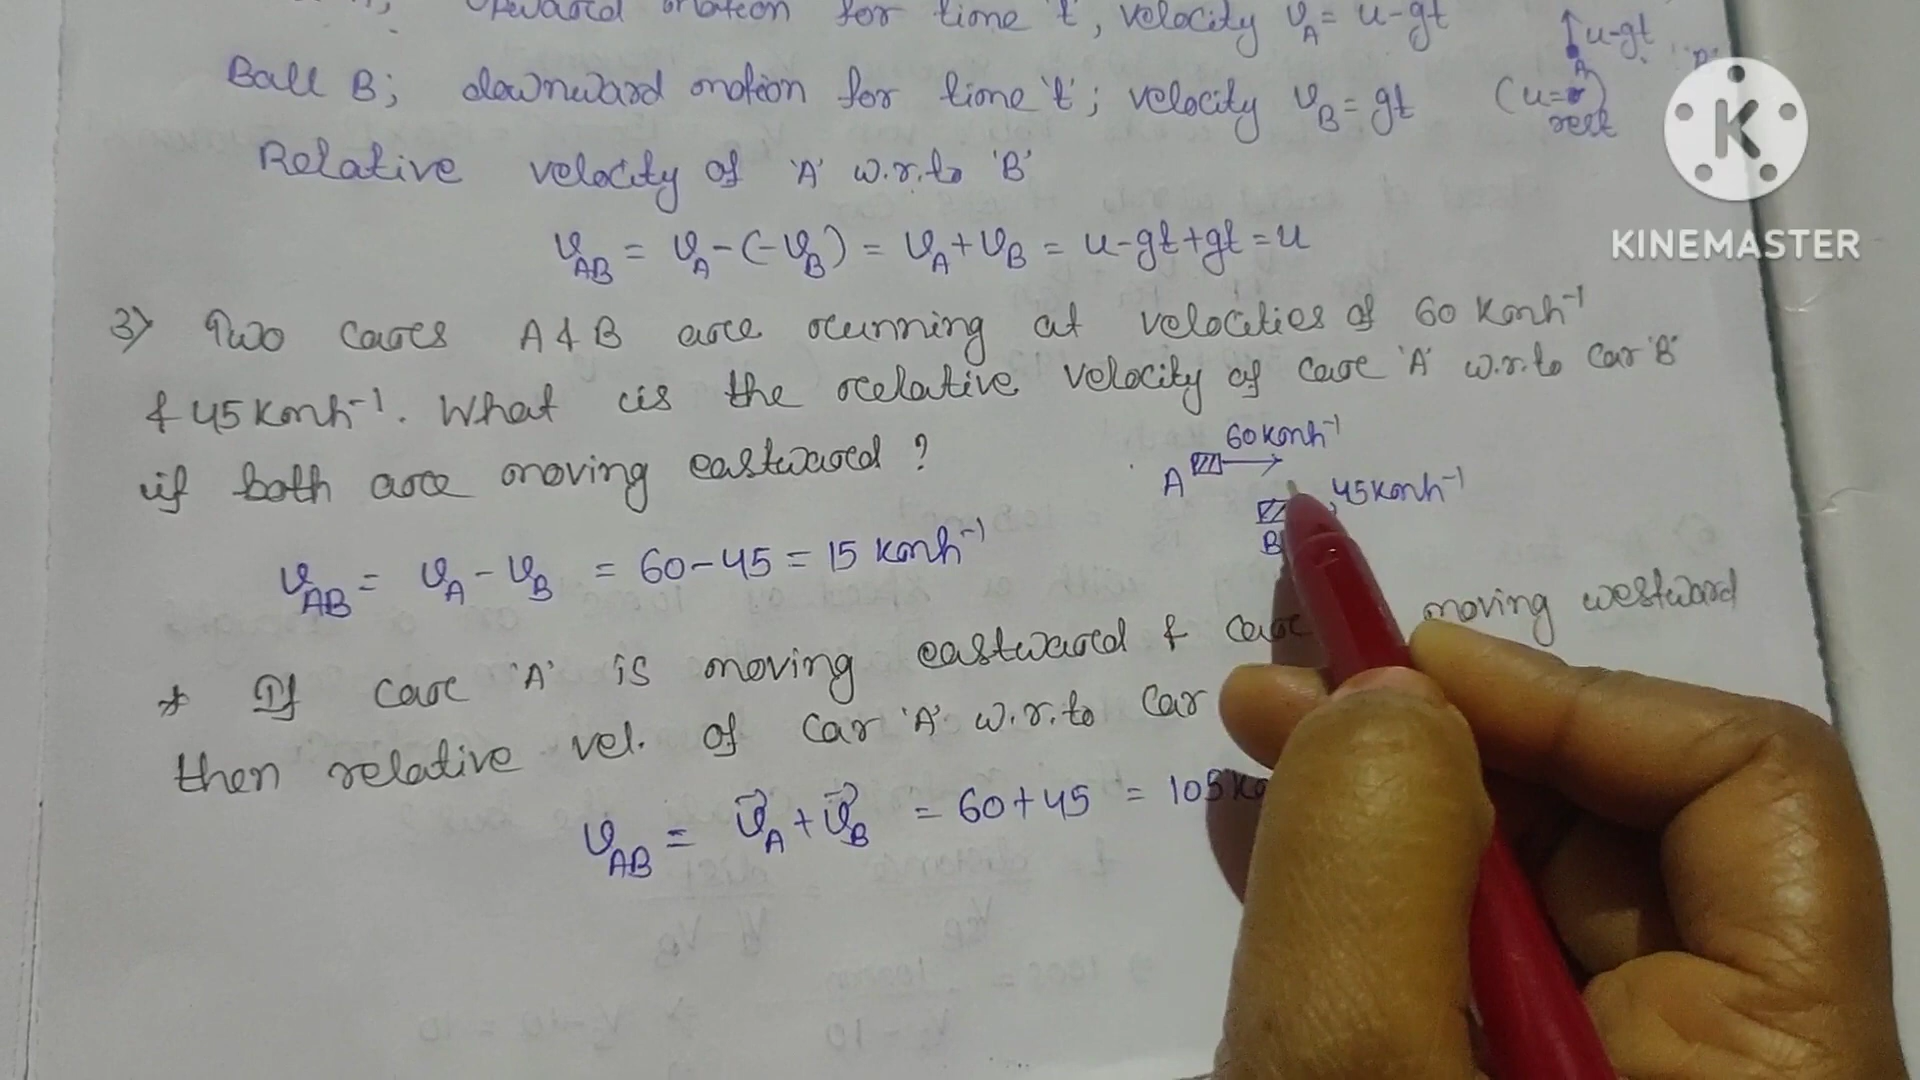 motion for time 't', velocity v_A = u-gt
u-gt
A
Ball B; downward motion for time 't'; velocity v_B = gt
(u=0)
rest
K
KINEMASTER
Relative velocity of 'A' w.r.to 'B'
v_AB = v_A-(-v_B) = v_A+v_B = u-gt+gt=u
3) Two cars A & B are running at velocities of 60 Kmh⁻¹
& 45 Kmh⁻¹. What is the relative velocity of car 'A' w.r.to car 'B'
if both are moving eastward?
60 kmh⁻¹
A
45 kmh⁻¹
B
v_AB = v_A - v_B = 60-45 = 15 kmh⁻¹
* If car 'A' is moving eastward & car moving westward
then relative vel. of car 'A' w.r.to car
v_AB = v⃗_A + v⃗_B = 60+45 = 105